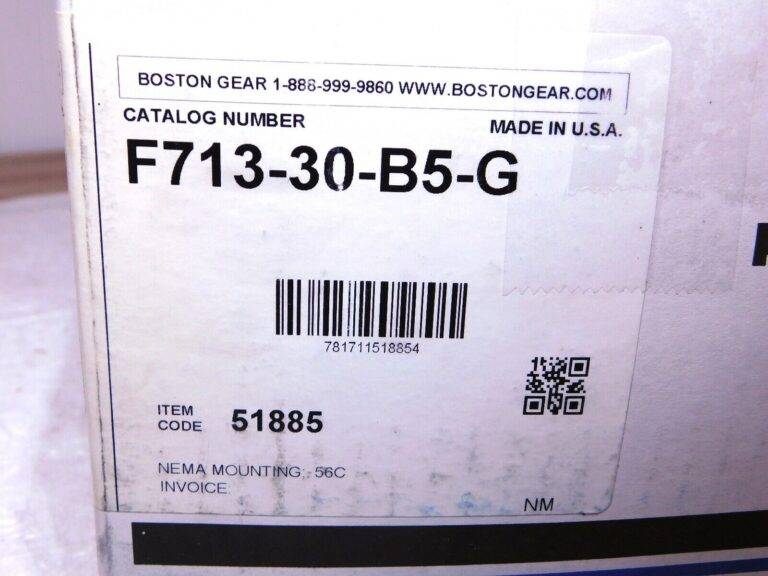 BOSTON GEAR 1-888-999-9860 WWW.BOSTONGEAR.COM
CATALOG NUMBER MADE IN U.S.A.
F713-30-B5-G
781711518854
ITEM CODE 51885
NEMA MOUNTING; 56C
INVOICE
NM